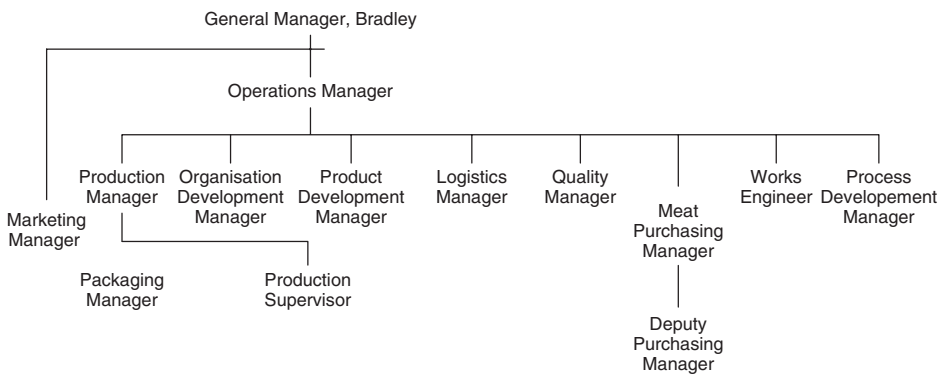 General Manager, Bradley
Operations Manager
Production
Manager
Organisation
Development
Manager
Product
Development
Manager
Logistics
Manager
Quality
Manager
Meat
Purchasing
Manager
Works
Engineer
Process
Developement
Manager
Marketing
Manager
Packaging
Manager
Production
Supervisor
Deputy
Purchasing
Manager